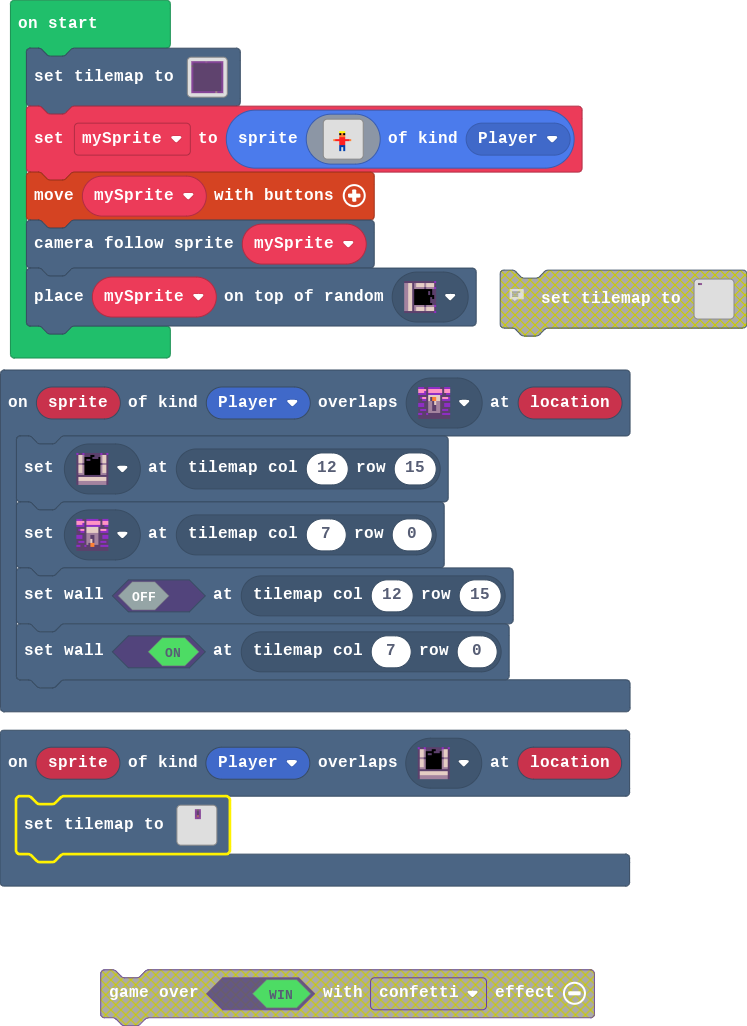 on start
set tilemap to
set mySprite to sprite of kind Player
move mySprite with buttons
camera follow sprite mySprite
place mySprite on top of random
set tilemap to
on sprite of kind Player overlaps at location
set at tilemap col 12 row 15
set at tilemap col 7 row 0
set wall OFF at tilemap col 12 row 15
set wall ON at tilemap col 7 row 0
on sprite of kind Player overlaps at location
set tilemap to
game over WIN with confetti effect